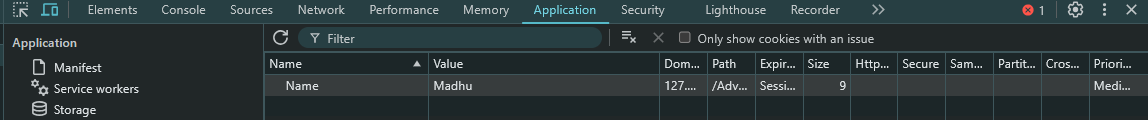 Elements Console Sources Network Performance Memory Application Security Lighthouse Recorder 1
Application
Filter Only show cookies with an issue
Manifest
Service workers
Storage
Name Value Dom... Path Expir... Size Http... Secure Sam... Partit... Cros... Priori...
Name Madhu 127.... /Adv... Sessi... 9 Medi...